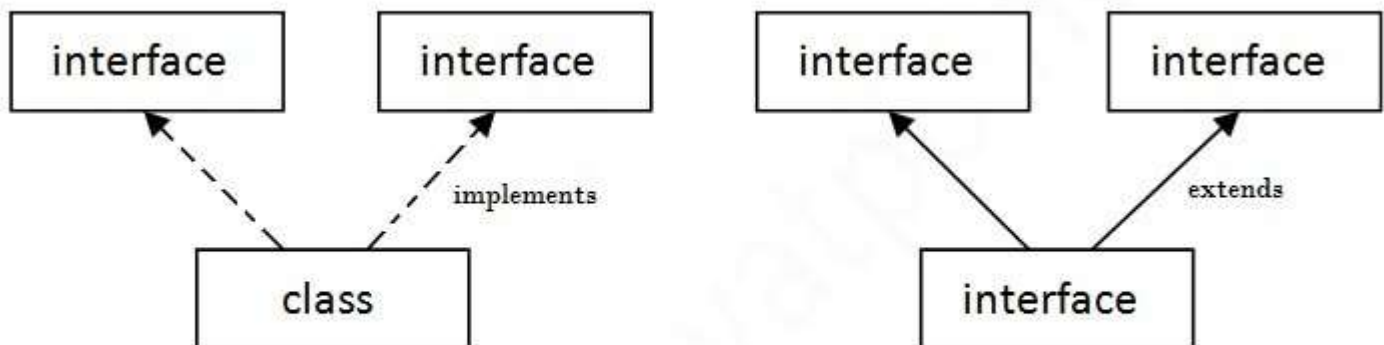 interface interface interface interface
implements extends
class interface